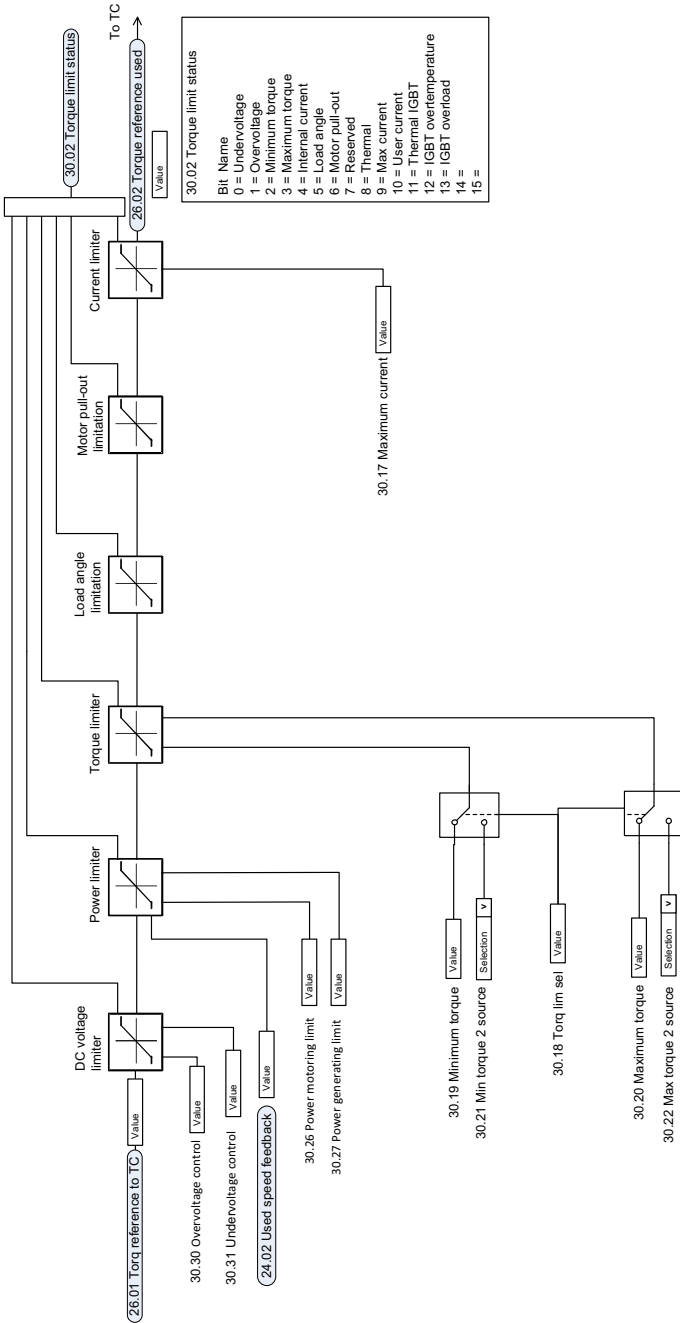 26.01 Torq reference to TC
Value
30.30 Overvoltage control
Value
30.31 Undervoltage control
Value
24.02 Used speed feedback
Value
30.26 Power motoring limit
Value
30.27 Power generating limit
Value
30.19 Minimum torque
Value
30.21 Min torque 2 source
Selection
v
30.18 Torq lim sel
Value
30.20 Maximum torque
Value
30.22 Max torque 2 source
Selection
v
DC voltage
limiter
Power limiter
Torque limiter
Load angle
limitation
Motor pull-out
limitation
Current limiter
30.17 Maximum current
Value
30.02 Torque limit status
26.02 Torque reference used
Value
To TC
30.02 Torque limit status
Bit Name
0 = Undervoltage
1 = Overvoltage
2 = Minimum torque
3 = Maximum torque
4 = Internal current
5 = Load angle
6 = Motor pull-out
7 = Reserved
8 = Thermal
9 = Max current
10 = User current
11 = Thermal IGBT
12 = IGBT overtemperature
13 = IGBT overload
14 =
15 =